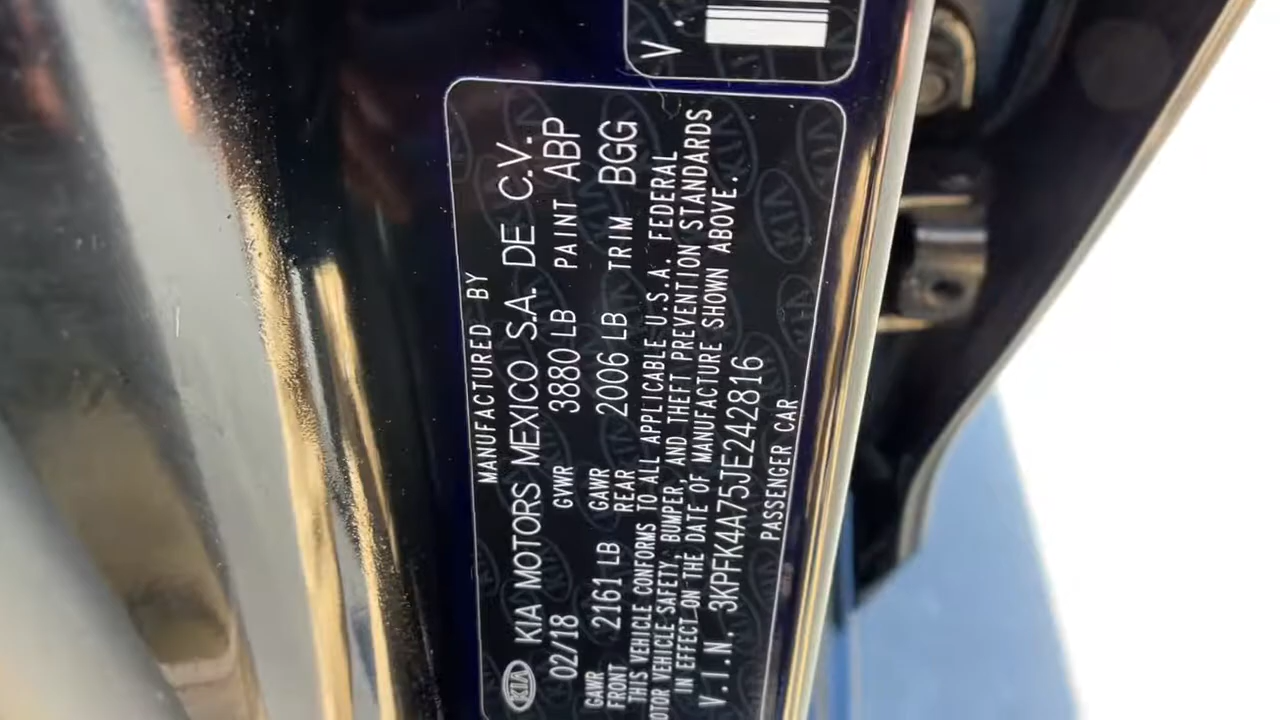 V.
MANUFACTURED BY
KIA KIA MOTORS MEXICO S.A. DE C.V.
02/18 GVWR 3880 LB PAINT ABP
GAWR FRONT 2161 LB GAWR REAR 2006 LB TRIM BGG
THIS VEHICLE CONFORMS TO ALL APPLICABLE U.S.A. FEDERAL
OTOR VEHICLE SAFETY, BUMPER, AND THEFT PREVENTION STANDARDS
IN EFFECT ON THE DATE OF MANUFACTURE SHOWN ABOVE.
V.I.N. 3KPFK4A75JE242816
PASSENGER CAR